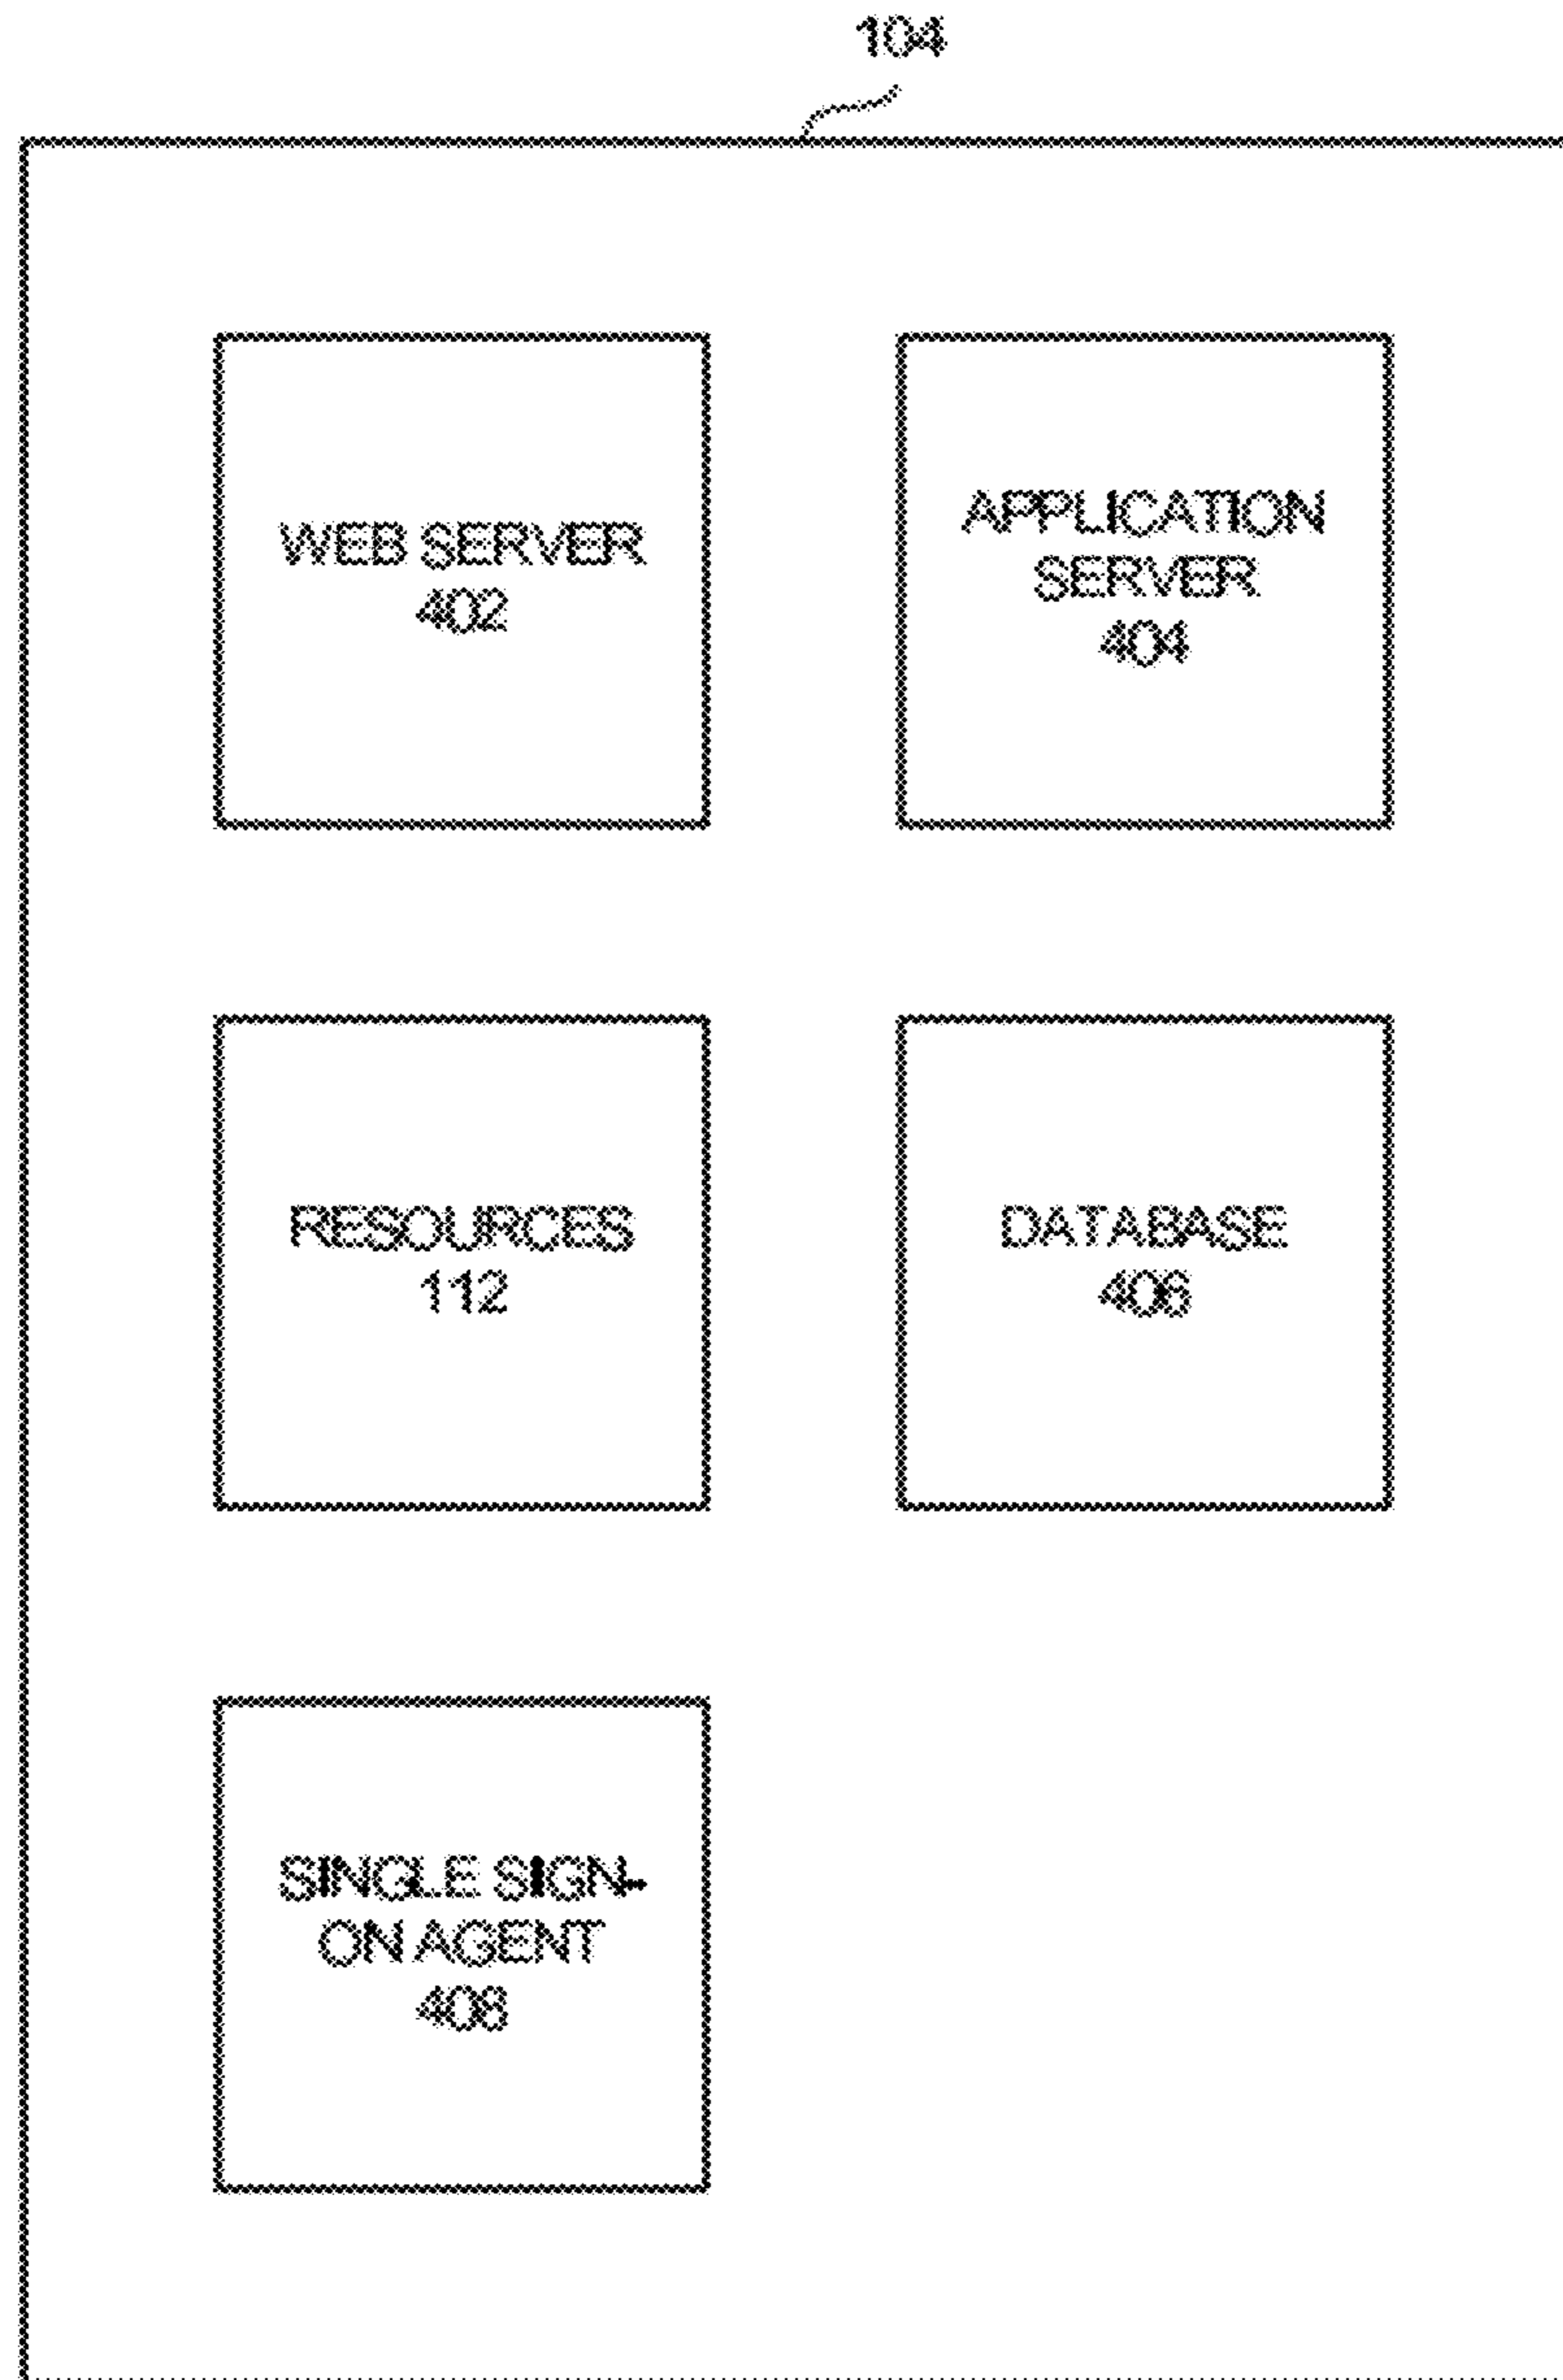 104
WEB SERVER
402
APPLICATION
SERVER
404
RESOURCES
112
DATABASE
406
SINGLE SIGN-
ON AGENT
408